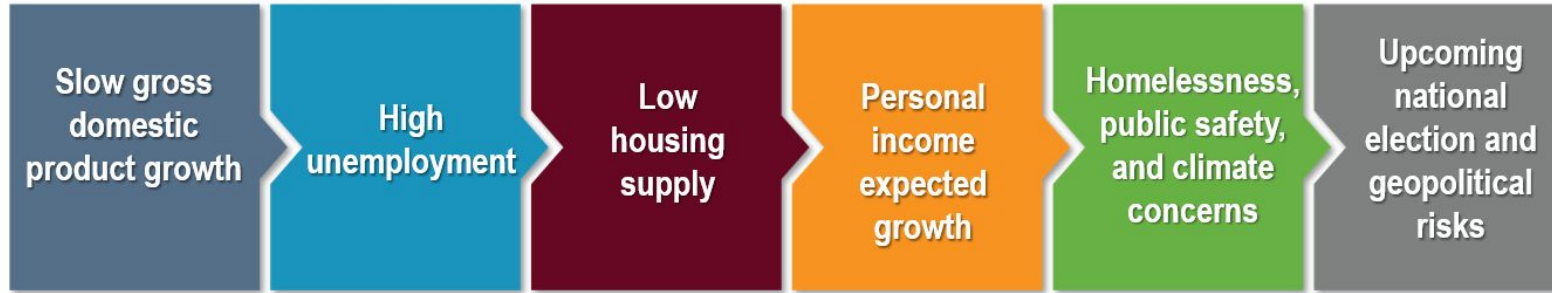 Slow gross
domestic
product growth
High
unemployment
Low
housing
supply
Personal
income
expected
growth
Homelessness,
public safety,
and climate
concerns
Upcoming
national
election and
geopolitical
risks